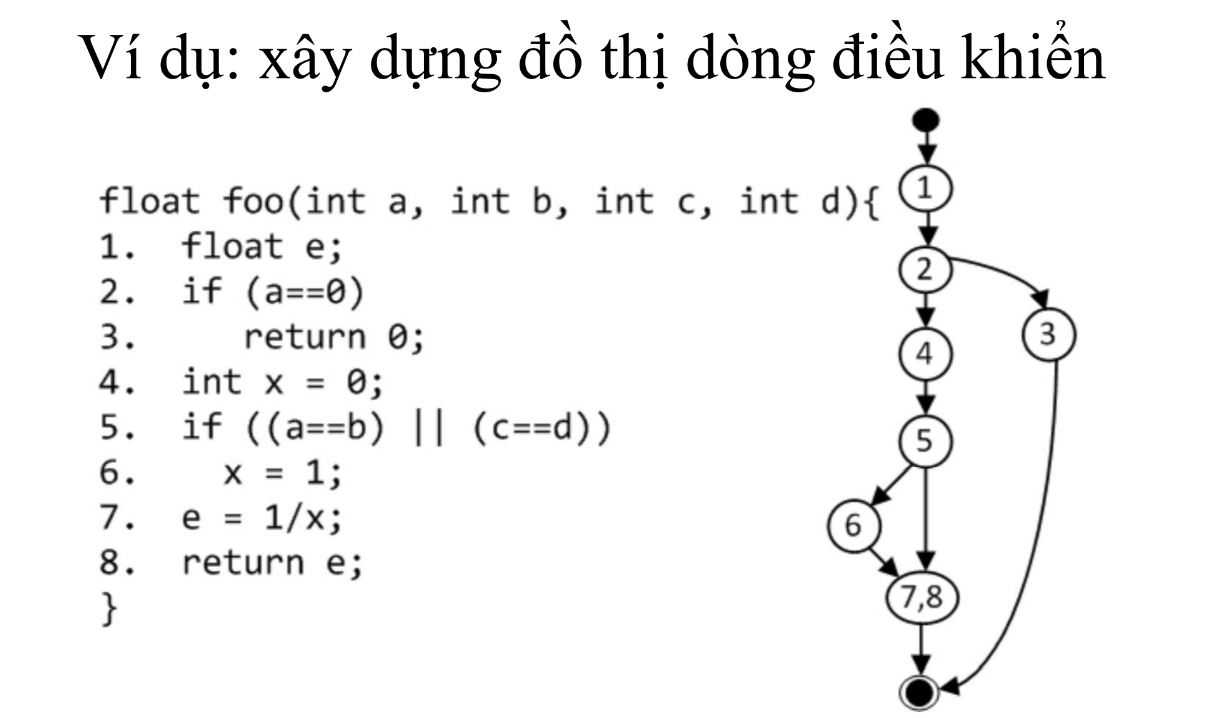 Ví dụ: xây dựng đồ thị dòng điều khiển
float foo(int a, int b, int c, int d){
1. float e;
2. if (a==0)
3. return 0;
4. int x = 0;
5. if ((a==b) || (c==d))
6. x = 1;
7. e = 1/x;
8. return e;
}
1
2
3
4
5
6
7,8